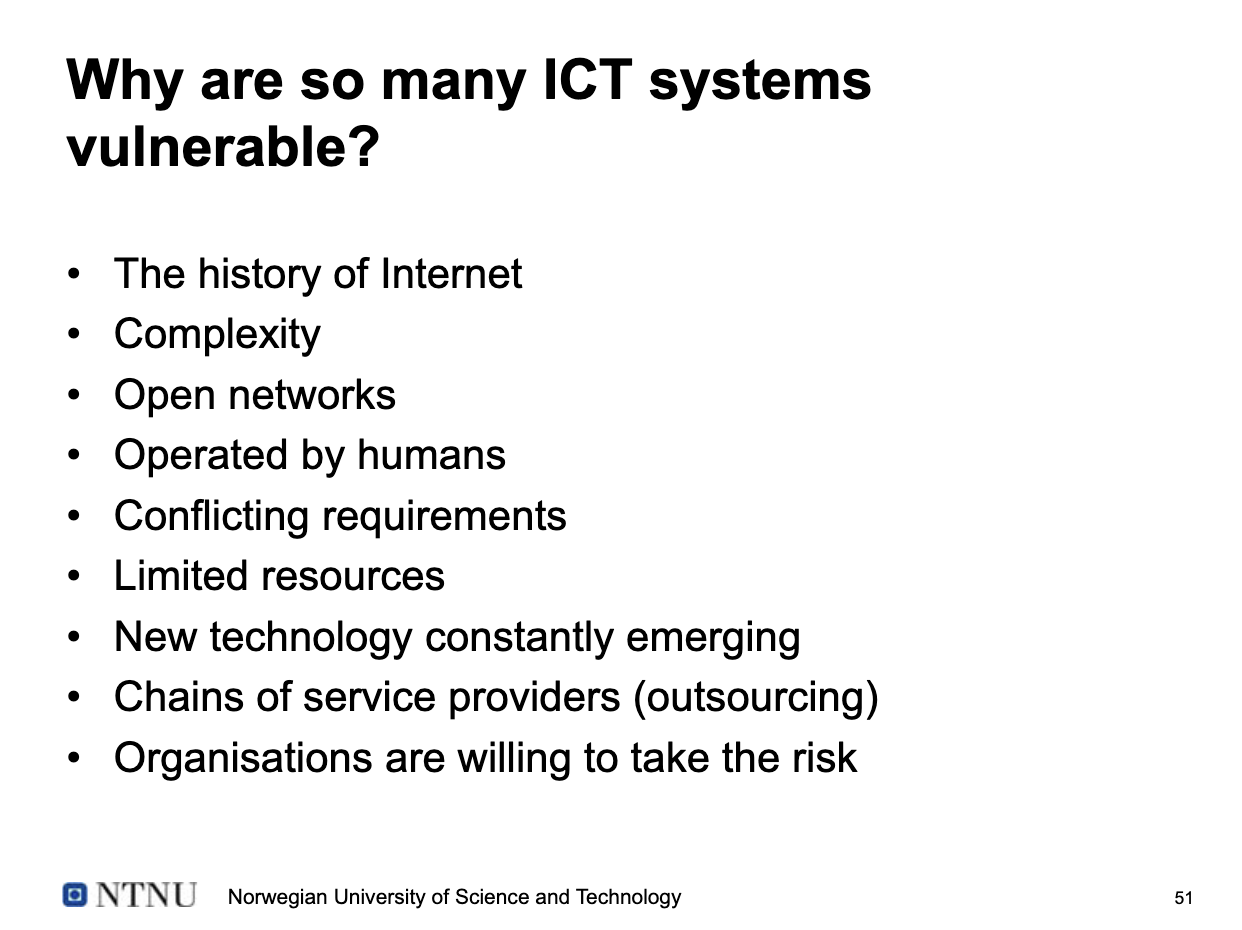 Why are so many ICT systems
vulnerable?
• The history of Internet
• Complexity
• Open networks
• Operated by humans
• Conflicting requirements
• Limited resources
• New technology constantly emerging
• Chains of service providers (outsourcing)
• Organisations are willing to take the risk
NTNU Norwegian University of Science and Technology 51